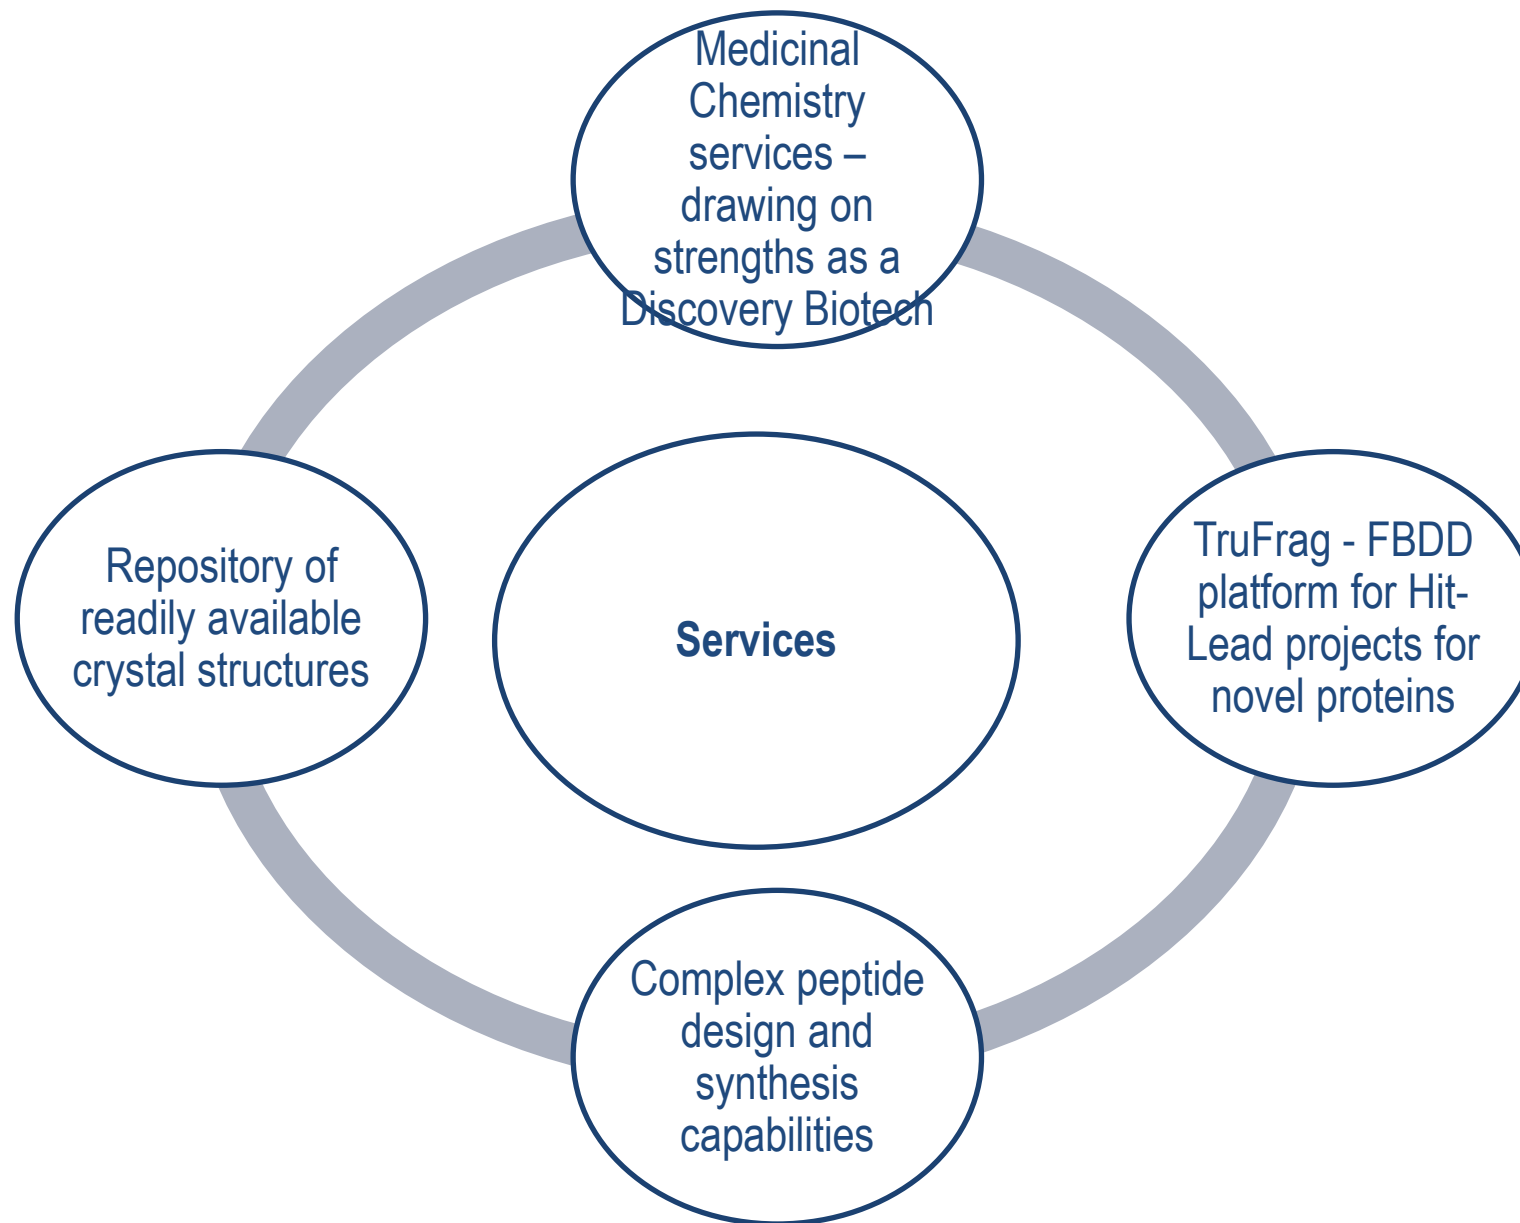 Medicinal
Chemistry
services –
drawing on
strengths as a
Discovery Biotech
Repository of
readily available
crystal structures
Services
TruFrag - FBDD
platform for Hit-
Lead projects for
novel proteins
Complex peptide
design and
synthesis
capabilities